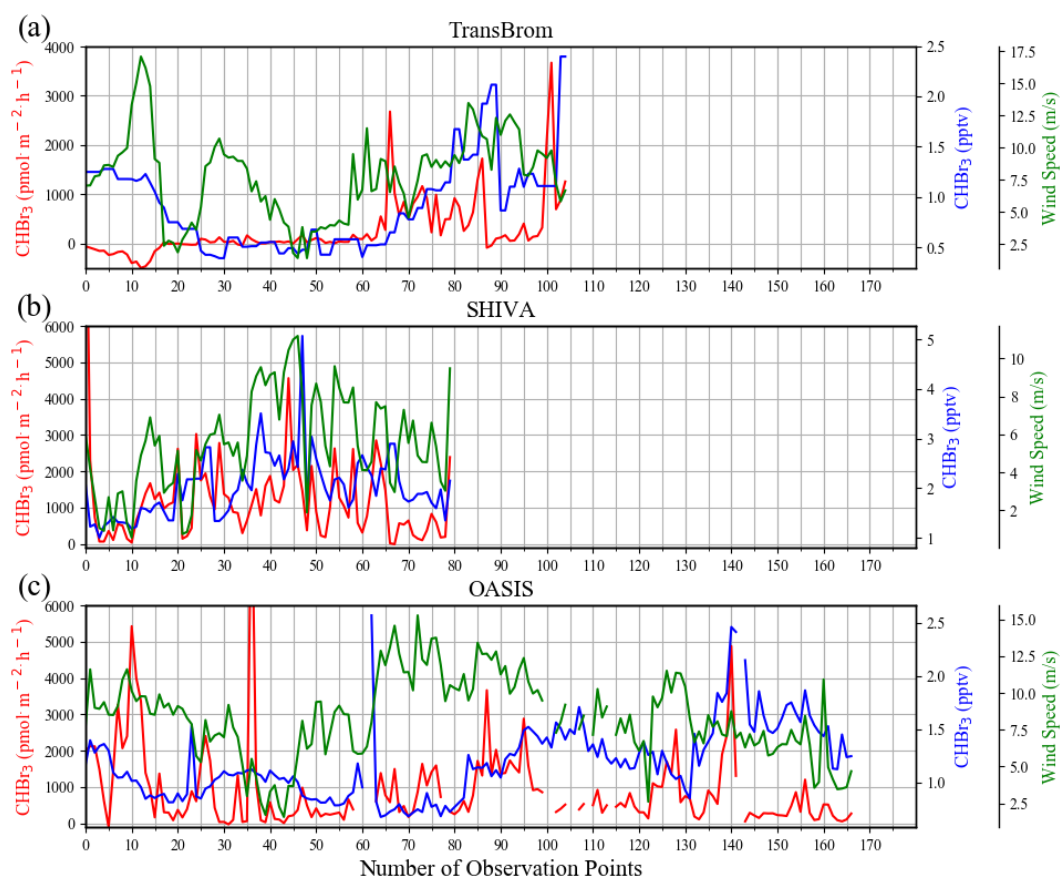 (a)
TransBrom
4000
3000
2000
1000
0
CHBr₃ (pmol·m⁻²·h⁻¹)
2.5
2.0
1.5
1.0
0.5
CHBr₃ (pptv)
17.5
15.0
12.5
10.0
7.5
5.0
2.5
Wind Speed (m/s)
0 10 20 30 40 50 60 70 80 90 100 110 120 130 140 150 160 170
(b)
SHIVA
6000
5000
4000
3000
2000
1000
0
CHBr₃ (pmol·m⁻²·h⁻¹)
5
4
3
2
1
CHBr₃ (pptv)
10
8
6
4
2
Wind Speed (m/s)
0 10 20 30 40 50 60 70 80 90 100 110 120 130 140 150 160 170
(c)
OASIS
6000
5000
4000
3000
2000
1000
0
CHBr₃ (pmol·m⁻²·h⁻¹)
2.5
2.0
1.5
1.0
CHBr₃ (pptv)
15.0
12.5
10.0
7.5
5.0
2.5
Wind Speed (m/s)
0 10 20 30 40 50 60 70 80 90 100 110 120 130 140 150 160 170
Number of Observation Points